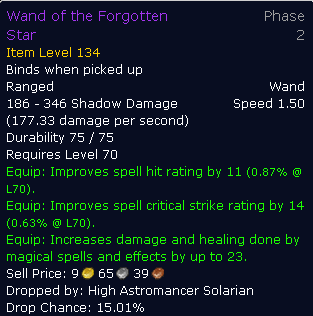 Wand of the Forgotten Phase
Star 2
Item Level 134
Binds when picked up
Ranged Wand
186 - 346 Shadow Damage Speed 1.50
(177.33 damage per second)
Durability 75 / 75
Requires Level 70
Equip: Improves spell hit rating by 11 (0.87% @
L70).
Equip: Improves spell critical strike rating by 14
(0.63% @ L70).
Equip: Increases damage and healing done by
magical spells and effects by up to 23.
Sell Price: 9 65 39
Dropped by: High Astromancer Solarian
Drop Chance: 15.01%